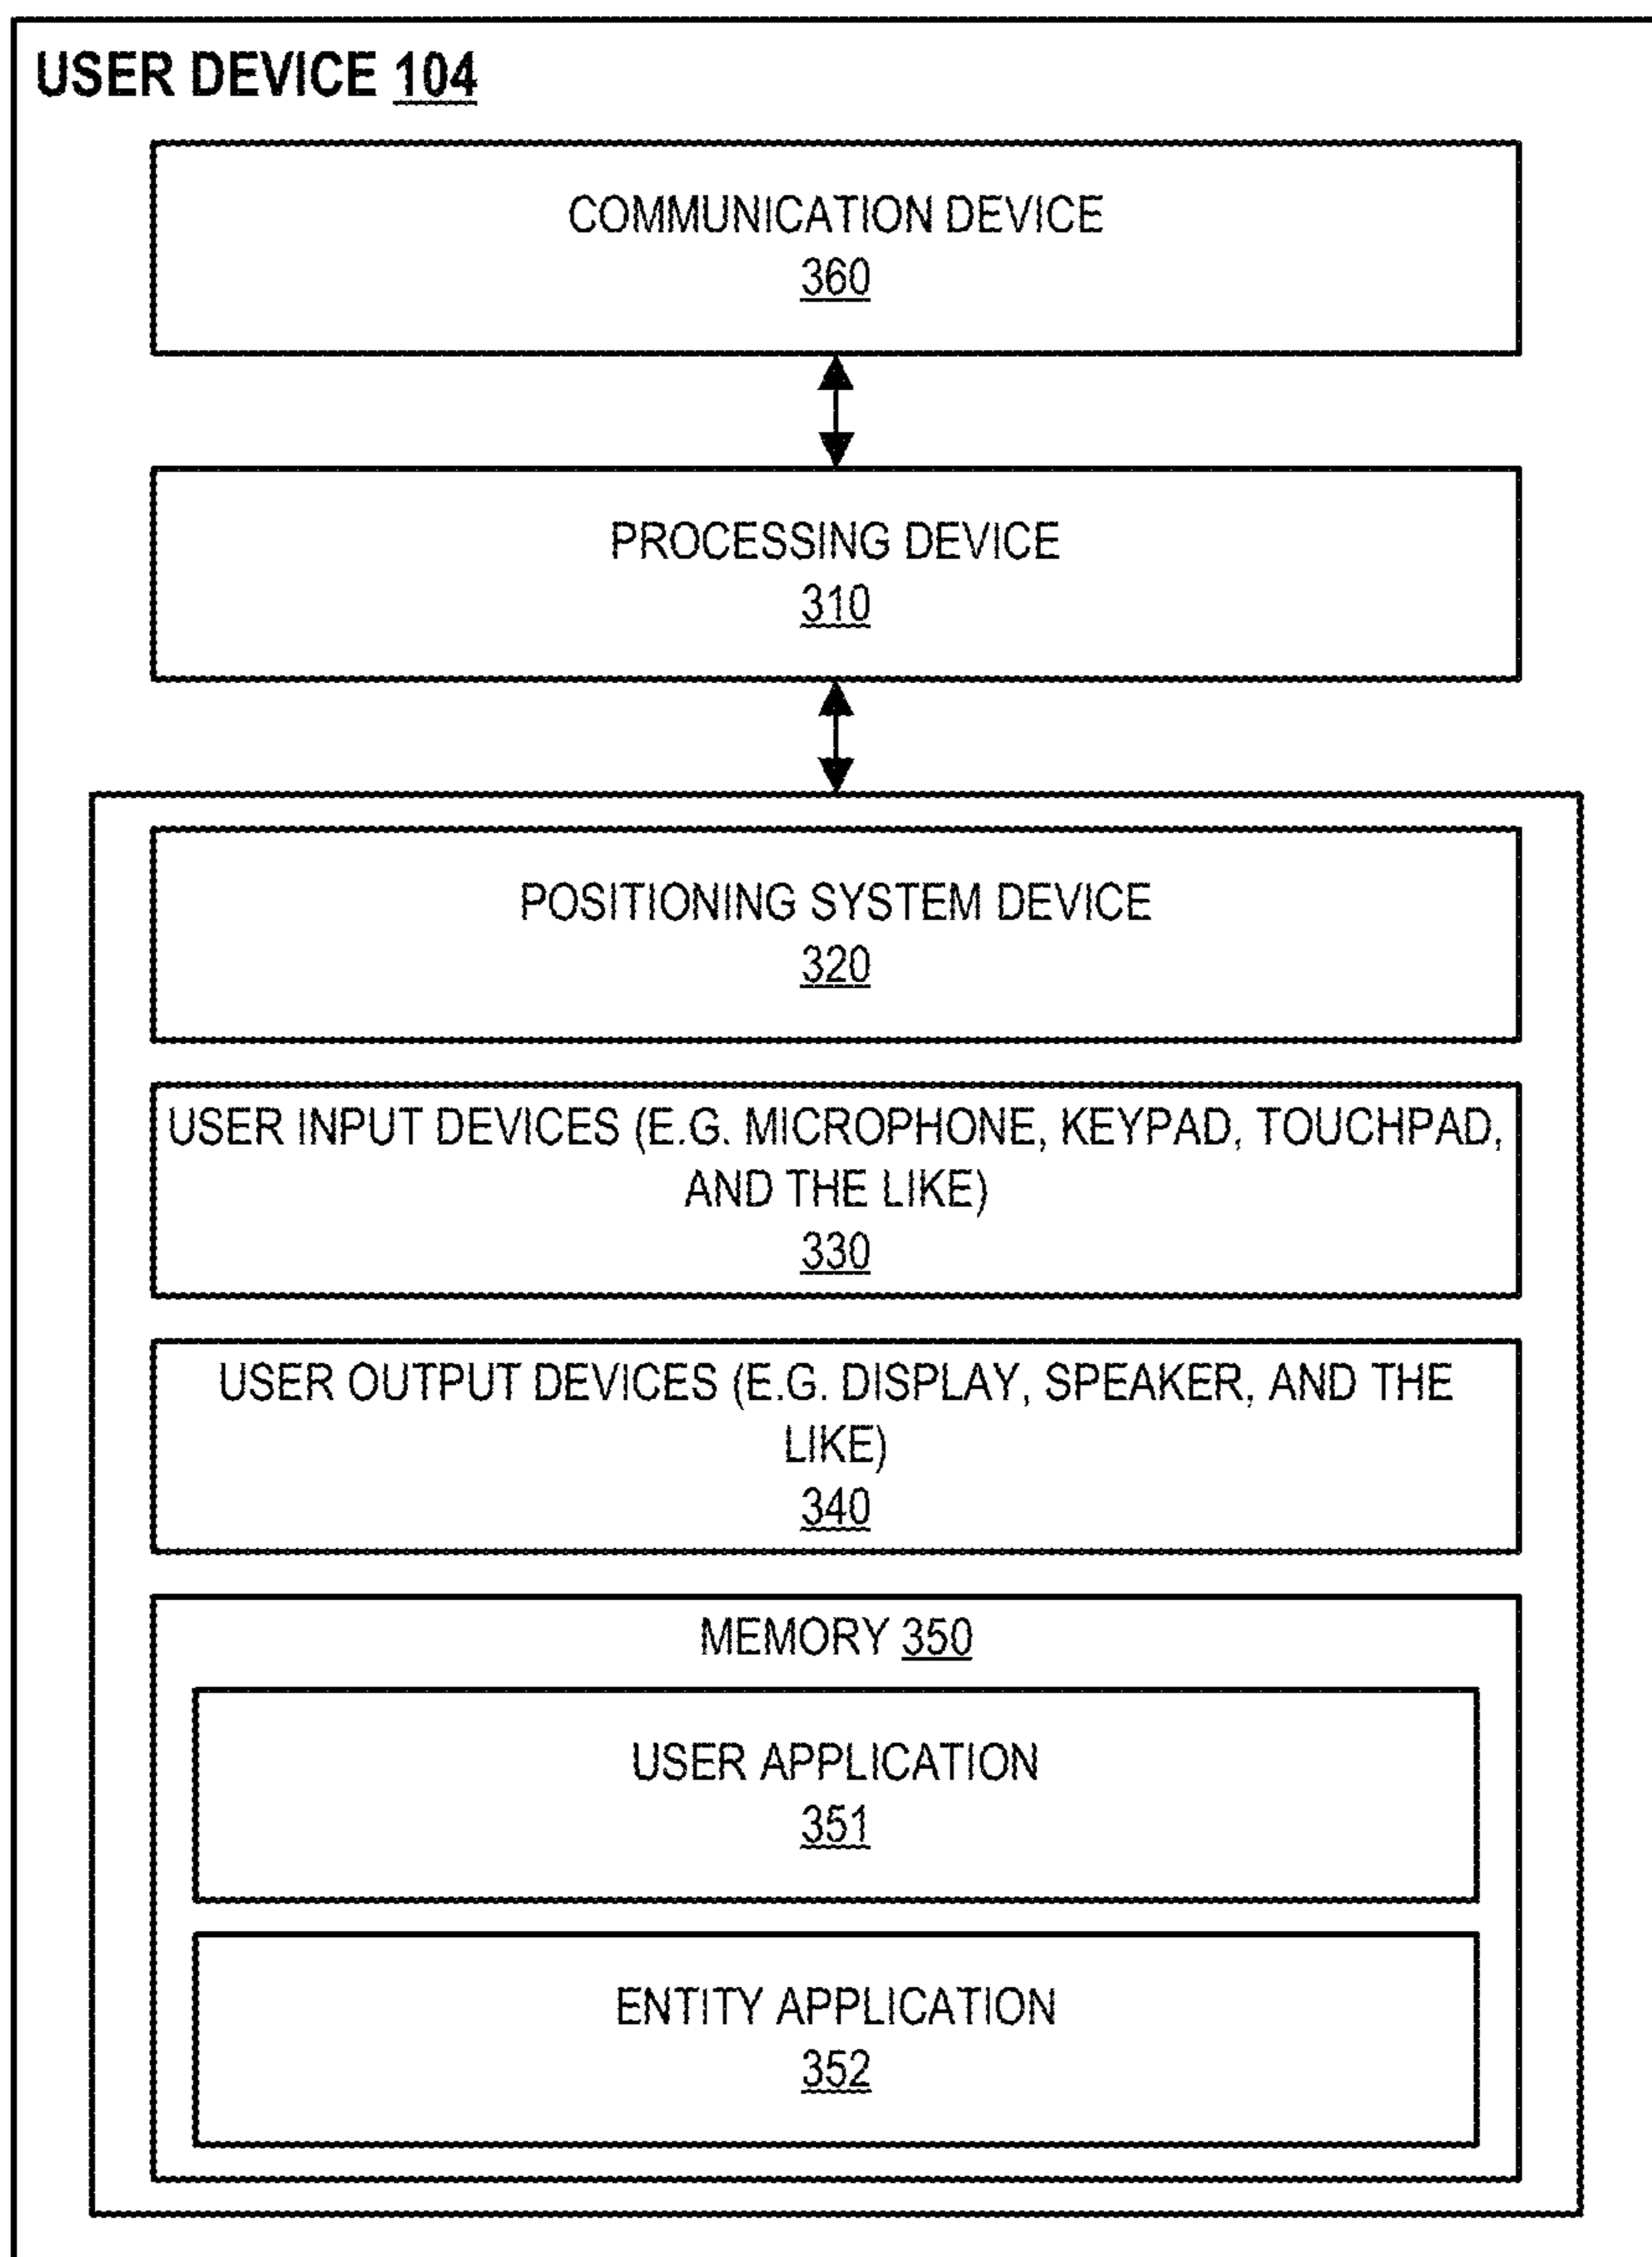 USER DEVICE 104
COMMUNICATION DEVICE
360
PROCESSING DEVICE
310
POSITIONING SYSTEM DEVICE
320
USER INPUT DEVICES (E.G. MICROPHONE, KEYPAD, TOUCHPAD,
AND THE LIKE)
330
USER OUTPUT DEVICES (E.G. DISPLAY, SPEAKER, AND THE
LIKE)
340
MEMORY 350
USER APPLICATION
351
ENTITY APPLICATION
352